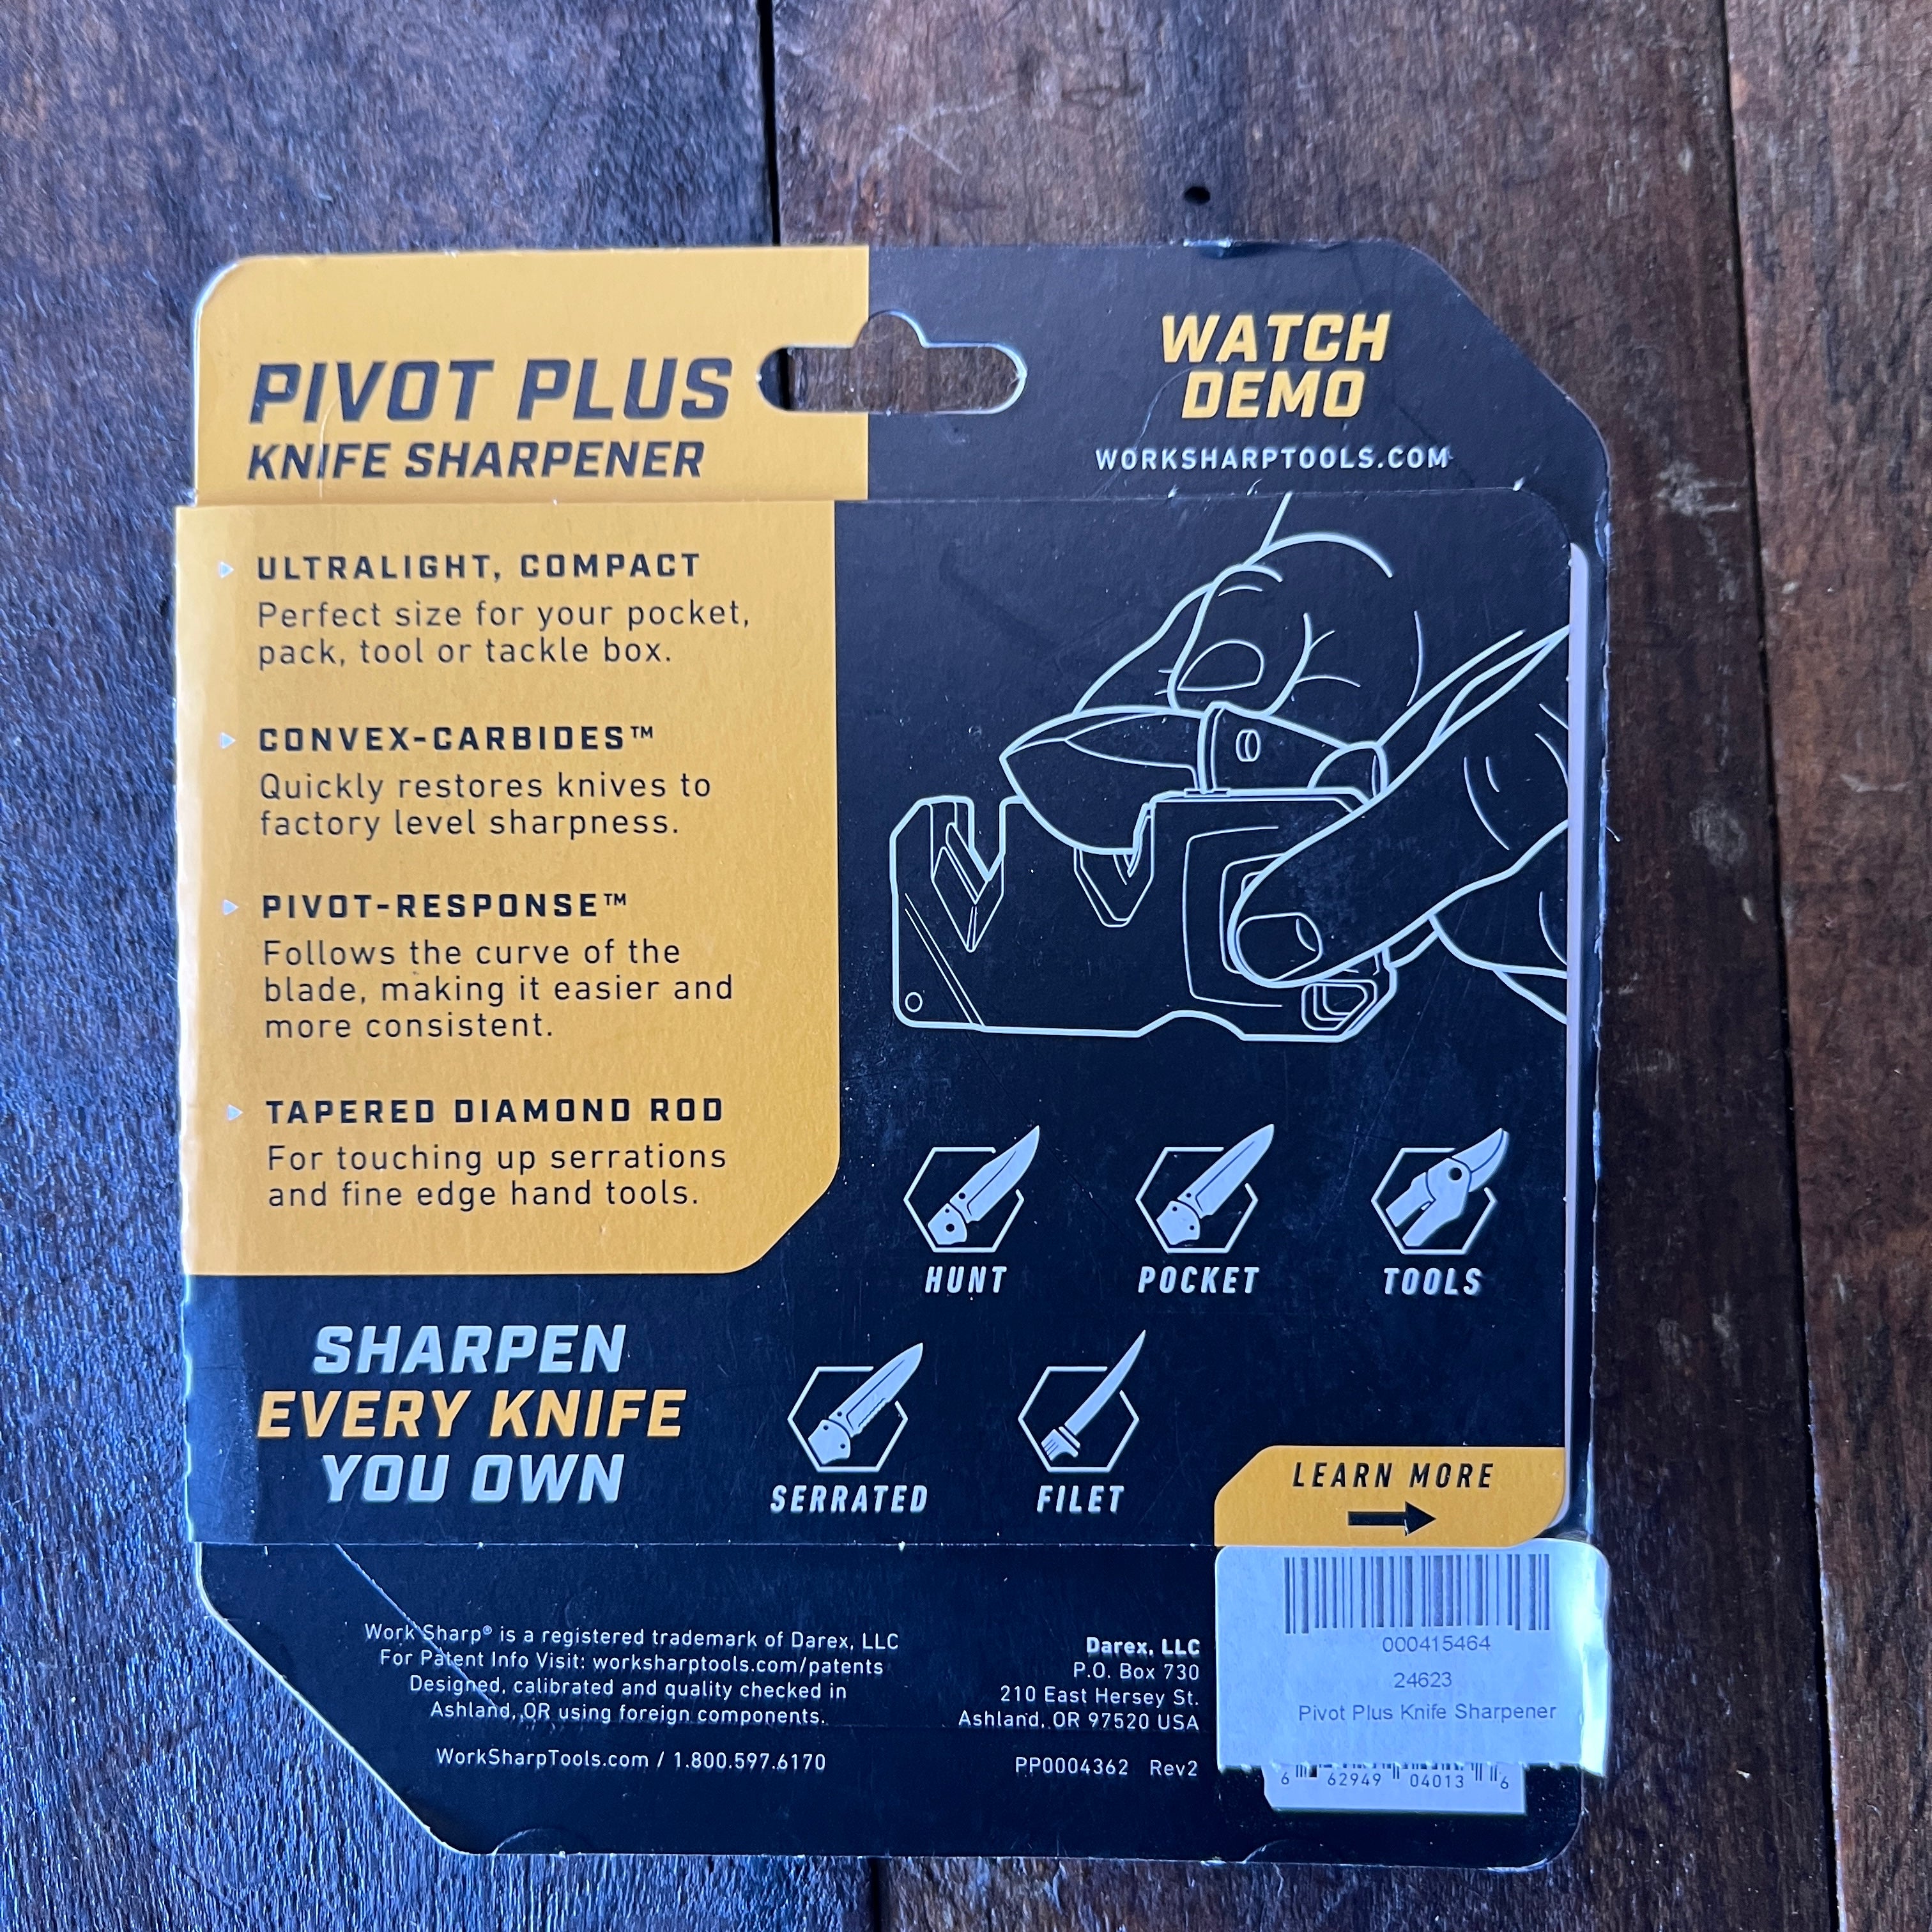 PIVOT PLUS
KNIFE SHARPENER
WATCH
DEMO
WORKSHARPTOOLS.COM
ULTRALIGHT, COMPACT
Perfect size for your pocket,
pack, tool or tackle box.
CONVEX-CARBIDES™
Quickly restores knives to
factory level sharpness.
PIVOT-RESPONSE™
Follows the curve of the
blade, making it easier and
more consistent.
TAPERED DIAMOND ROD
For touching up serrations
and fine edge hand tools.
HUNT
POCKET
TOOLS
SHARPEN
EVERY KNIFE
YOU OWN
SERRATED
FILET
LEARN MORE
Work Sharp® is a registered trademark of Darex, LLC
For Patent Info Visit: worksharptools.com/patents
Designed, calibrated and quality checked in
Ashland, OR using foreign components.
WorkSharpTools.com / 1.800.597.6170
Darex, LLC
P.O. Box 730
210 East Hersey St.
Ashland, OR 97520 USA
PP0004362 Rev2
000415464
24623
Pivot Plus Knife Sharpener
6 62949 04013 6